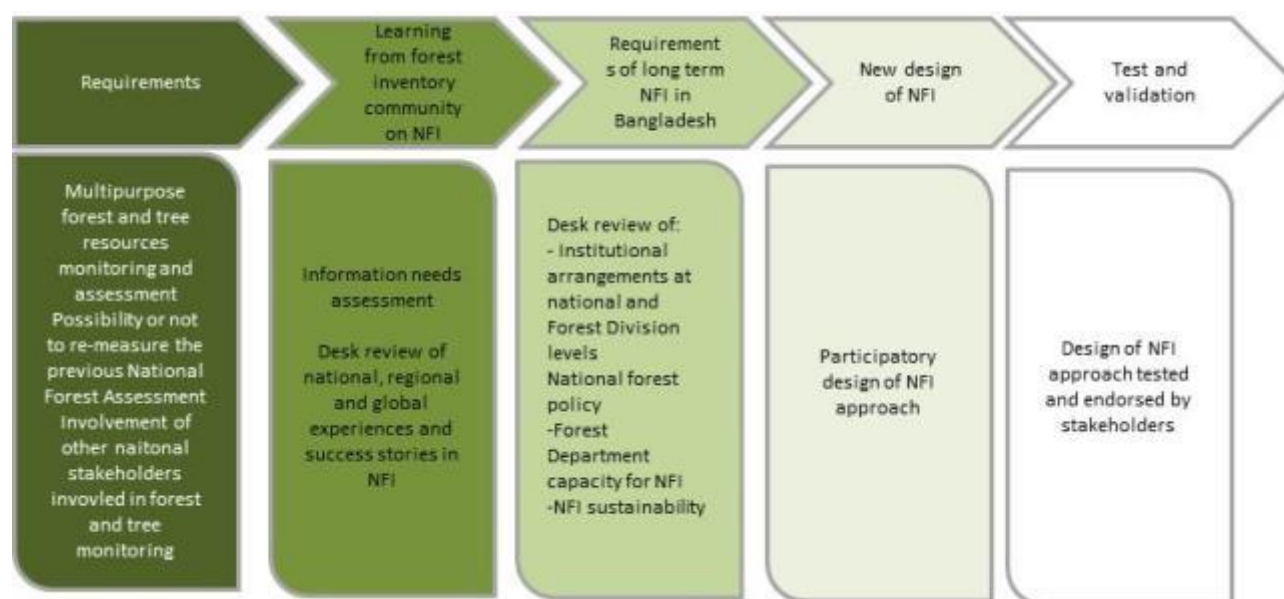 Requirements
Learning
from forest
inventory
community
on NFI
Requirement
s of long term
NFI in
Bangladesh
New design
of NFI
Test and
validation
Multipurpose
forest and tree
resources
monitoring and
assessment
Possibility or not
to re-measure the
previous National
Forest Assessment
Involvement of
other naitonal
stakeholders
invovled in forest
and tree
monitoring
Information needs
assessment
Desk review of
national, regional
and global
experiences and
success stories in
NFI
Desk review of:
- Institutional
arrangements at
national and
Forest Division
levels
National forest
policy
-Forest
Department
capacity for NFI
-NFI sustainability
Participatory
design of NFI
approach
Design of NFI
approach tested
and endorsed by
stakeholders